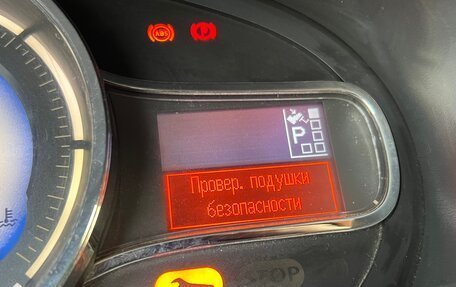 ABS P
P
Провер. подушки
безопасности
STOP